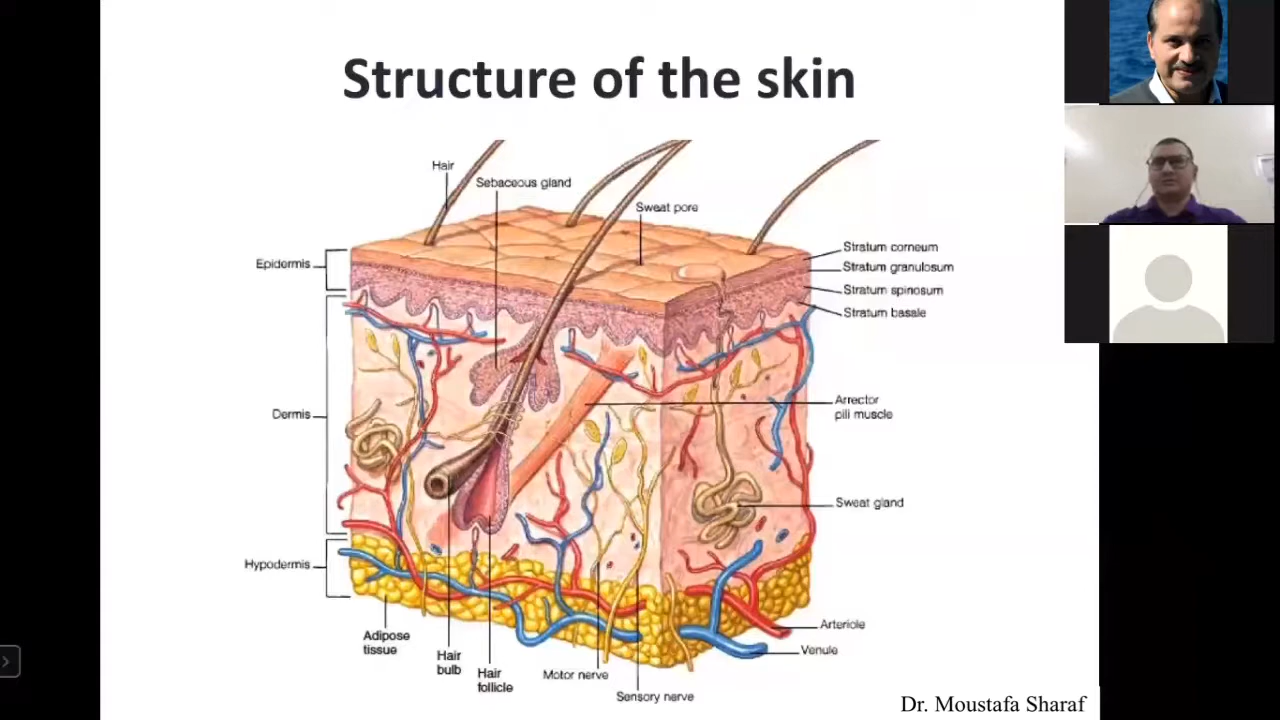 Structure of the skin
Hair
Sebaceous gland
Sweat pore
Epidermis
Stratum corneum
Stratum granulosum
Stratum spinosum
Stratum basale
Dermis
Arrector
pili muscle
Sweat gland
Hypodermis
Adipose
tissue
Hair
bulb
Hair
follicle
Motor nerve
Sensory nerve
Arteriole
Venule
Dr. Moustafa Sharaf